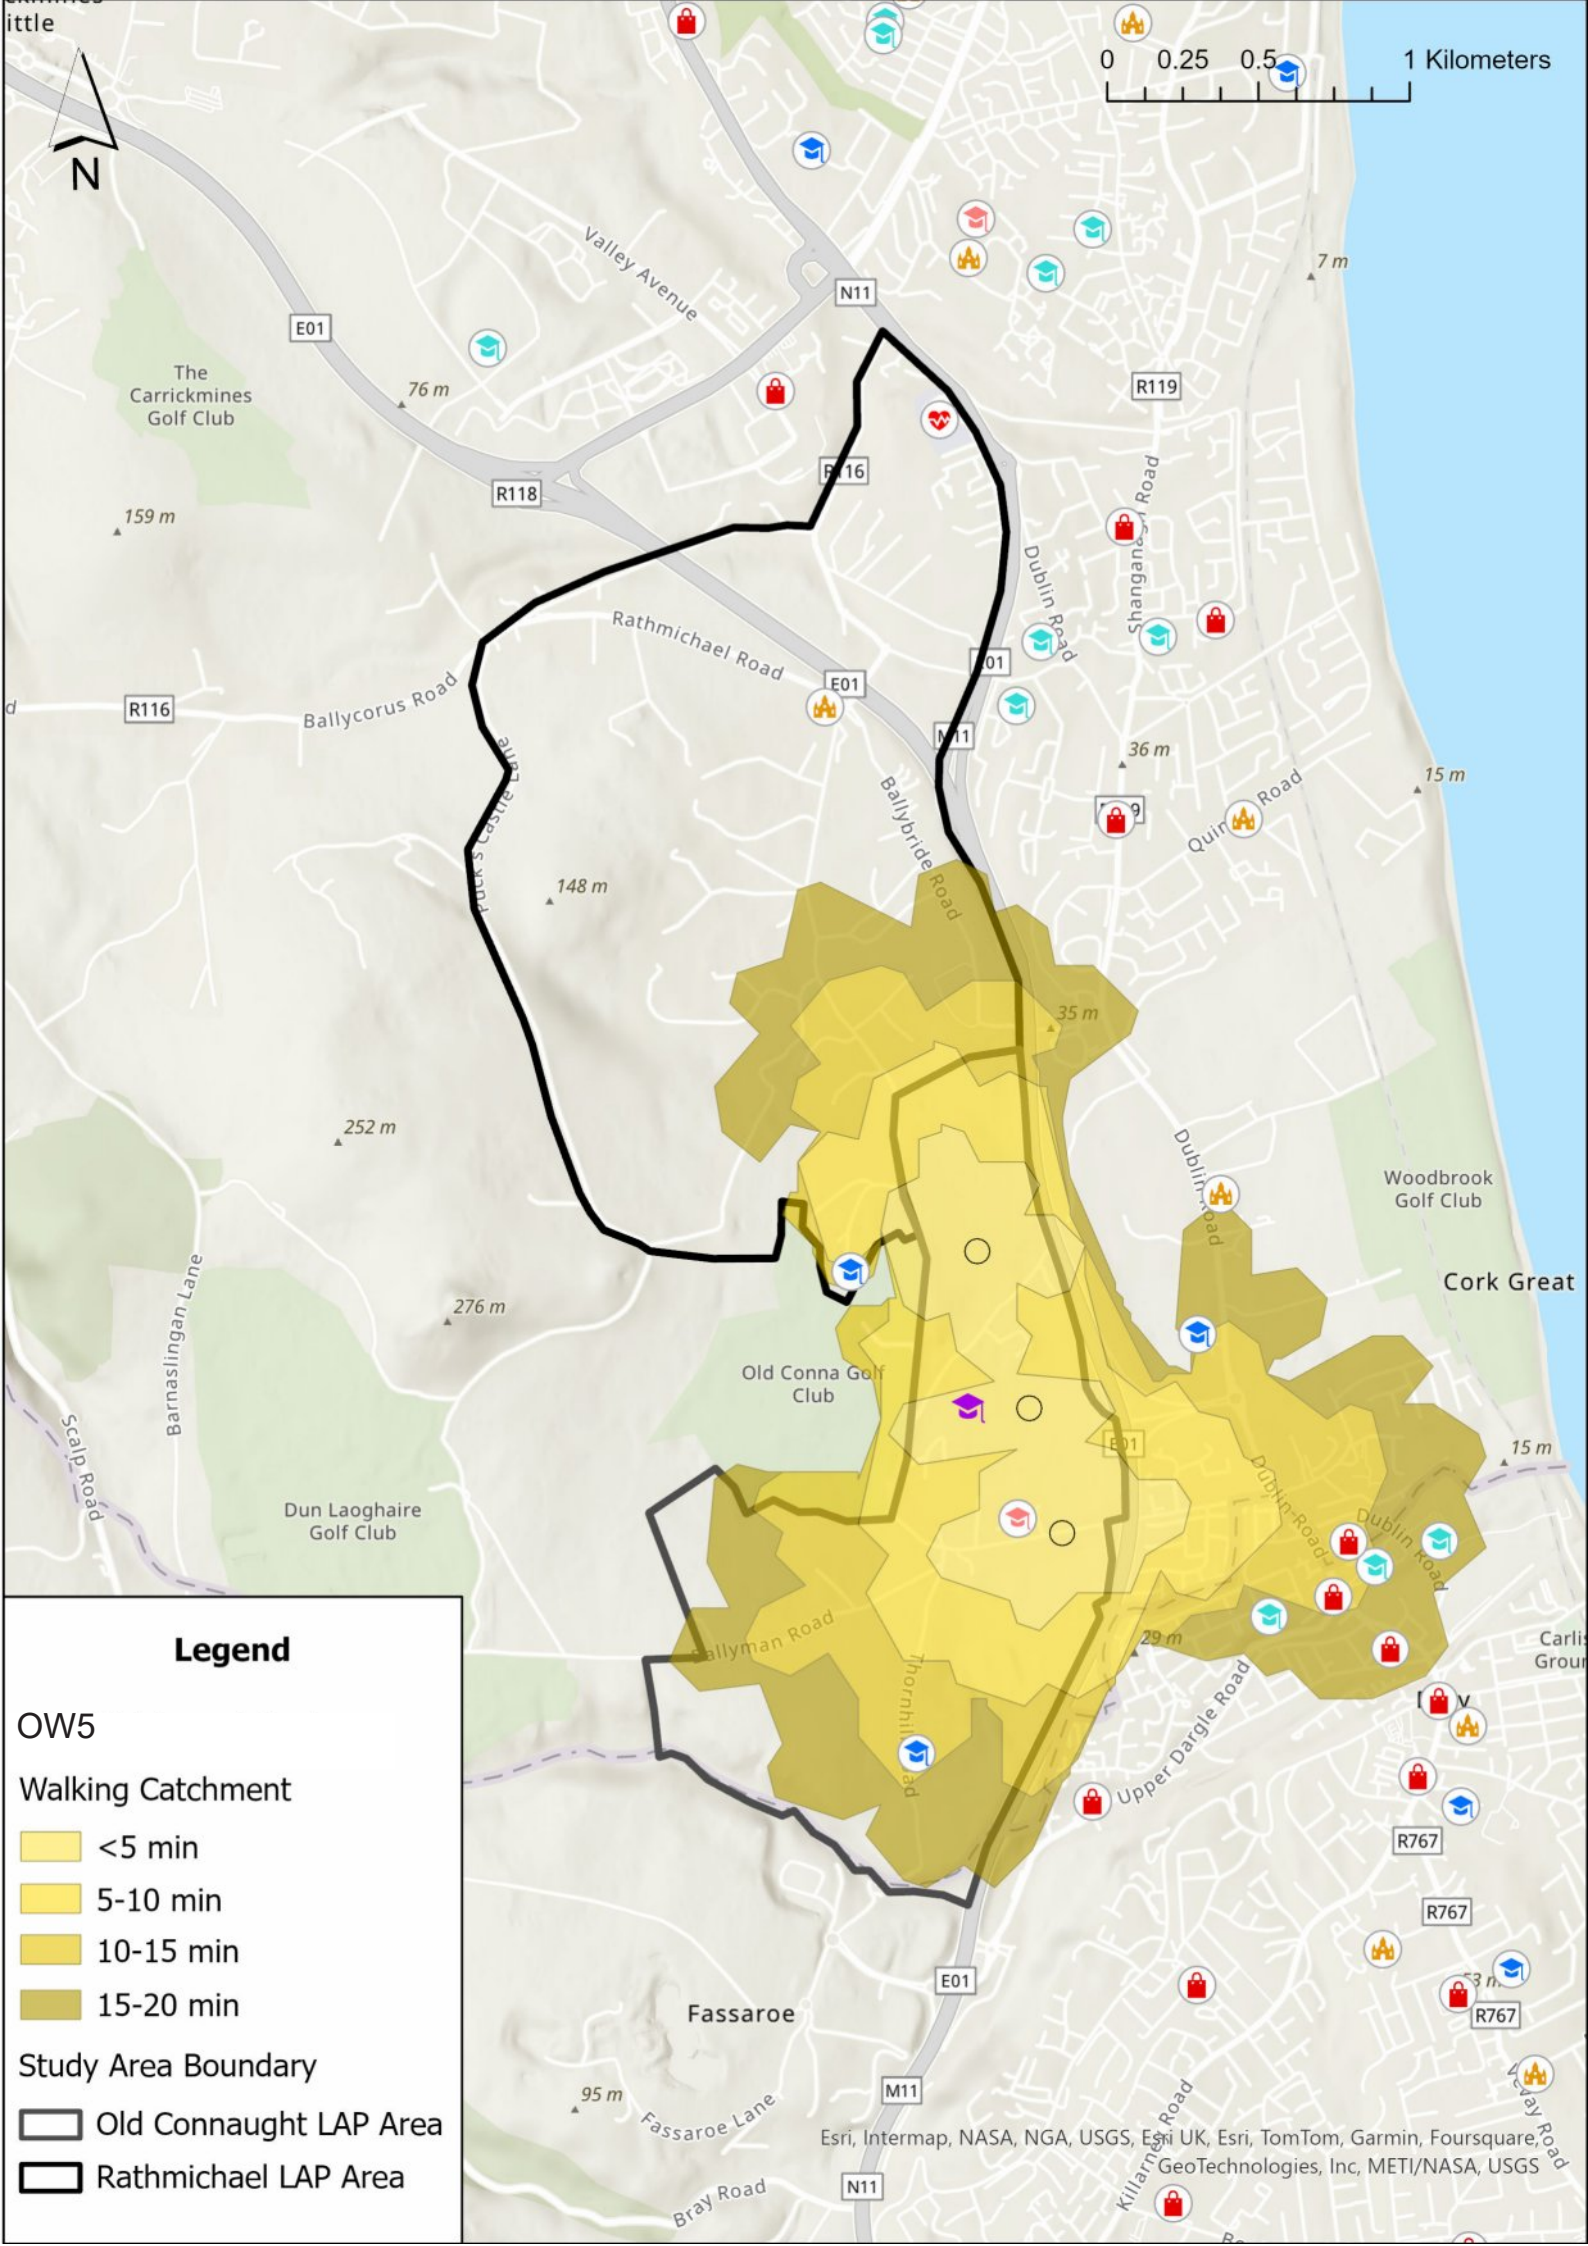 ittle
0 0.25 0.5 1 Kilometers
N
Valley Avenue
7 m
N11
E01
The
Carrickmines
Golf Club
76 m
R119
R116
R118
159 m
Shanganagh Road
Dublin Road
Rathmichael Road
E01
E01
Ballycorus Road
R116
d
M11
36 m
15 m
Puck's Castle Lane
Ballybride Road
Road
148 m
35 m
252 m
Dublin Road
Woodbrook
Golf Club
Barnaslingan Lane
276 m
Cork Great
Old Conna Golf
Club
Scalp Road
E01
15 m
Dun Laoghaire
Golf Club
Dublin Road
Dublin Road
Ballyman Road
29 m
Thornhill Road
Upper Dargle Road
R767
R767
E01
Fassaroe
R767
M11
95 m
Fassaroe Lane
Killarney Road
N11
Bray Road
Legend
OW5
Walking Catchment
<5 min
5-10 min
10-15 min
15-20 min
Study Area Boundary
Old Connaught LAP Area
Rathmichael LAP Area
Esri, Intermap, NASA, NGA, USGS, Esri UK, Esri, TomTom, Garmin, Foursquare,
GeoTechnologies, Inc, METI/NASA, USGS